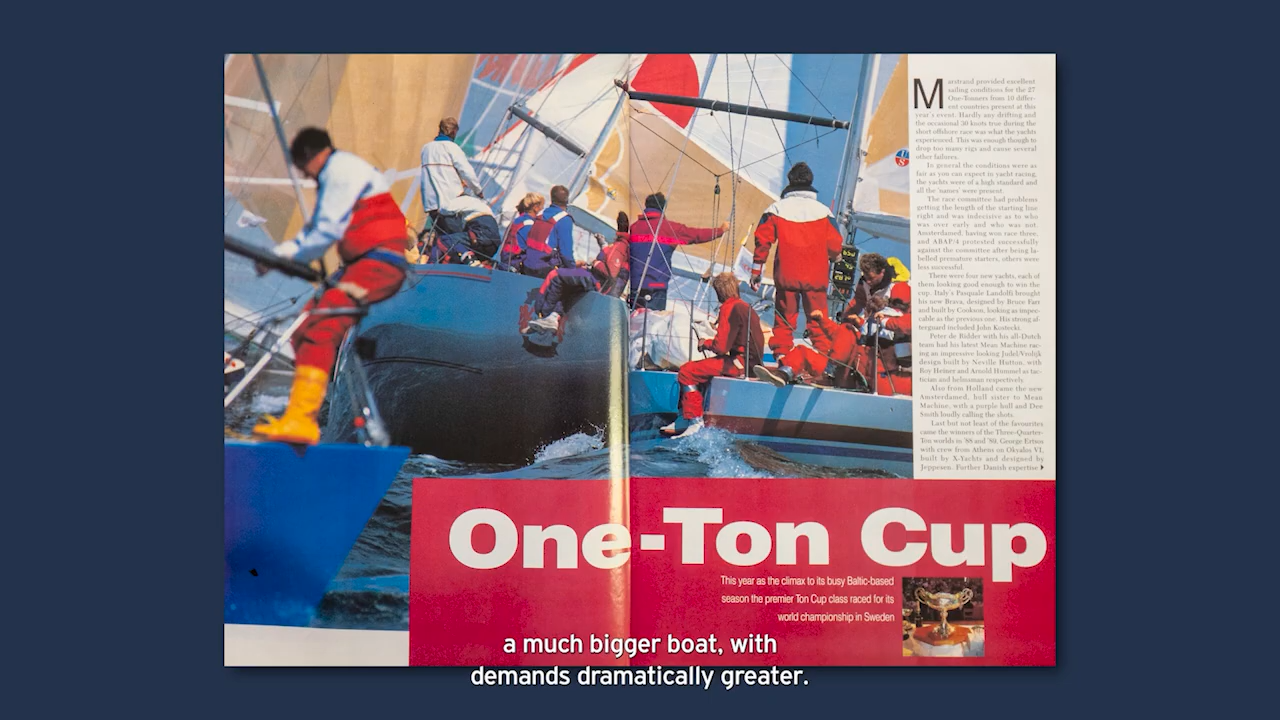 Marstrand provided excellent
sailing conditions for the 27
One-Tonners from 10 differ-
ent countries present at this
year's event. Hardly any drifting and
the occasional 30 knots true during the
short offshore race was what the yachts
experienced. This was enough though to
drop too many rigs and cause several
other failures.
In general the conditions were as
fair as you can expect in yacht racing,
the yachts were of a high standard and
all the 'names' were present.
The race committee had problems
getting the length of the starting line
right and was indecisive as to who
was over early and who was not.
Amsterdamed, having won race three,
and ABAP/4 protested successfully
against the committee after being la-
belled premature starters, others were
less successful.
There were four new yachts, each of
them looking good enough to win the
cup. Italy's Pasquale Landolfi brought
his new Brava, designed by Bruce Farr
and built by Cookson, looking as impec-
cable as the previous one. His strong af-
terguard included John Kostecki.
Peter de Ridder with his all-Dutch
team had his latest Mean Machine rac-
ing an impressive looking Judel/Vrolijk
design built by Neville Hutton, with
Roy Heiner and Arnold Hummel as tac-
tician and helmsman respectively.
Also from Holland came the new
Amsterdamed, hull sister to Mean
Machine, with a purple hull and Dee
Smith loudly calling the shots.
Last but not least of the favourites
came the winners of the Three-Quarter-
Ton worlds in '88 and '89, George Ertsos
with crew from Athens on Okyalos VI,
built by X-Yachts and designed by
Jeppesen. Further Danish expertise
One-Ton Cup
This year as the climax to its busy Baltic-based
season the premier Ton Cup class raced for its
world championship in Sweden
a much bigger boat, with
demands dramatically greater.